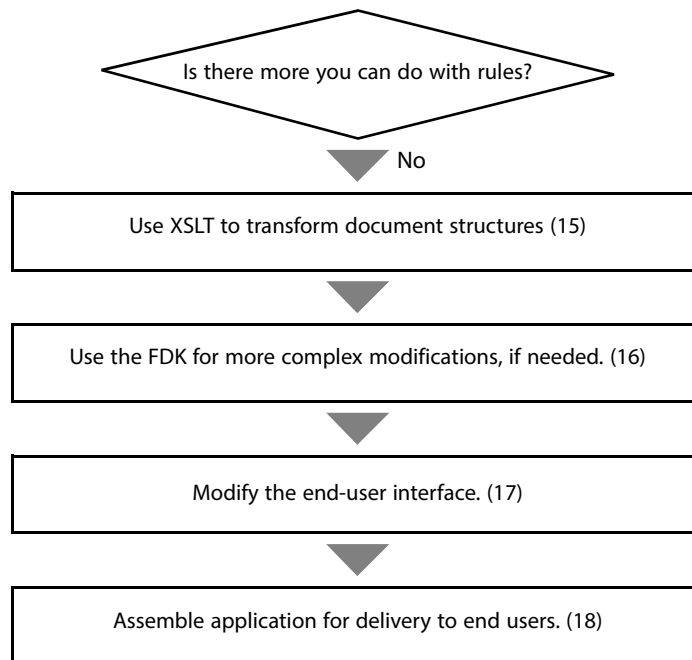 Is there more you can do with rules?
No
Use XSLT to transform document structures (15)
Use the FDK for more complex modifications, if needed. (16)
Modify the end-user interface. (17)
Assemble application for delivery to end users. (18)